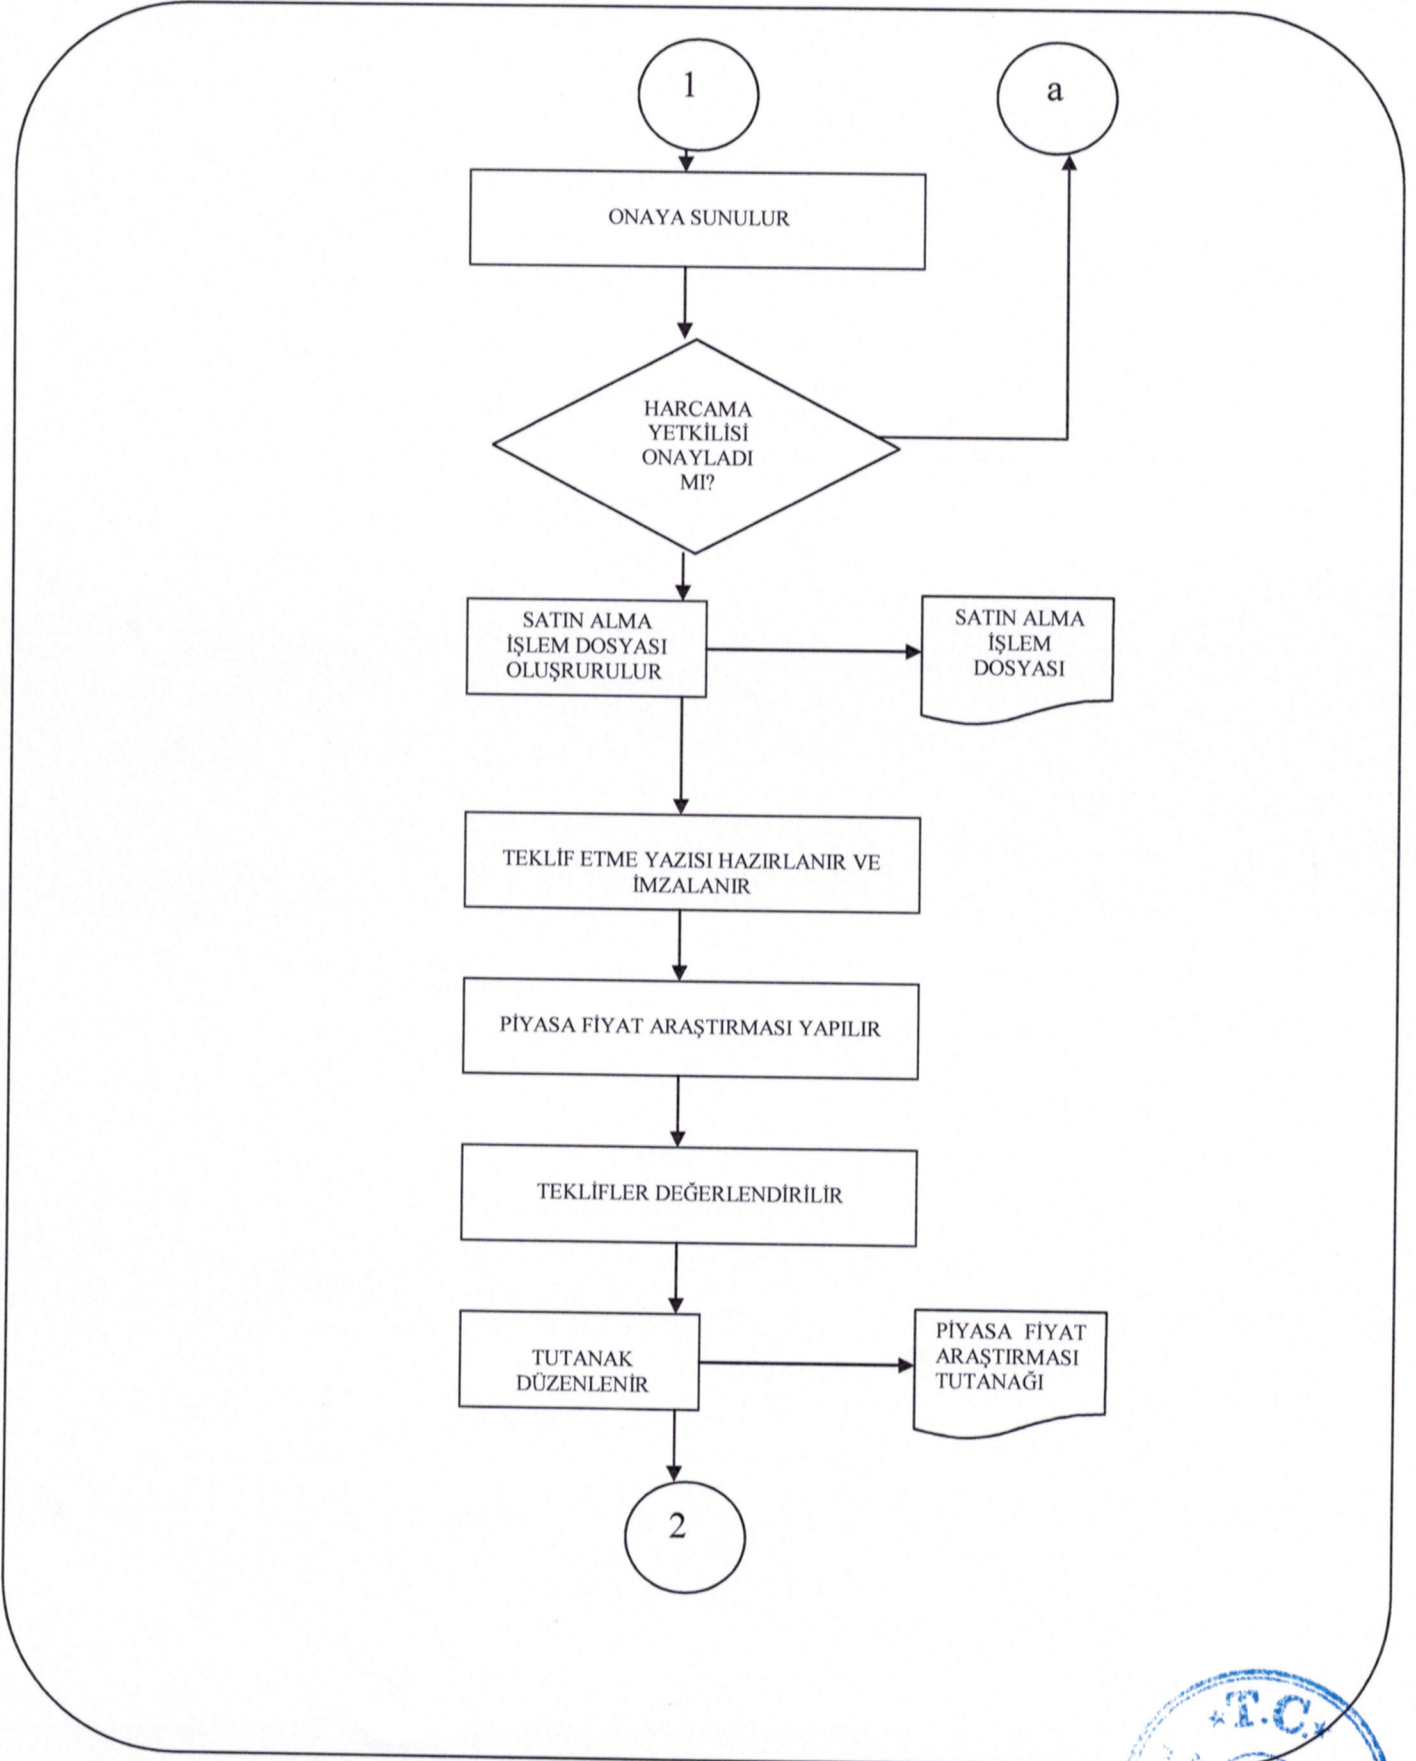 1
a
ONAYA SUNULUR
HARCAMA
YETKİLİSİ
ONAYLADI
MI?
SATIN ALMA
İŞLEM DOSYASI
OLUŞRURULUR
SATIN ALMA
İŞLEM
DOSYASI
TEKLİF ETME YAZISI HAZIRLANIR VE
İMZALANIR
PİYASA FİYAT ARAŞTIRMASI YAPILIR
TEKLİFLER DEĞERLENDİRİLİR
TUTANAK
DÜZENLENİR
PİYASA FİYAT
ARAŞTIRMASI
TUTANAĞI
2
T.C.